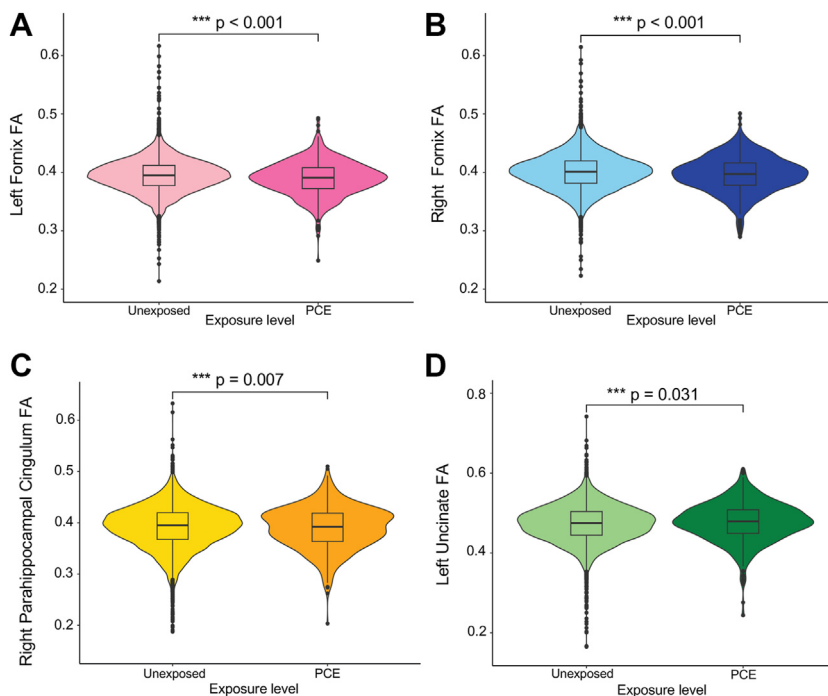 A
*** p < 0.001
Left Fornix FA
0.6
0.5
0.4
0.3
0.2
Unexposed
PCE
Exposure level
B
*** p < 0.001
Right Fornix FA
0.6
0.5
0.4
0.3
0.2
Unexposed
PCE
Exposure level
C
*** p = 0.007
Right Parahippocampal Cingulum FA
0.6
0.5
0.4
0.3
0.2
Unexposed
PCE
Exposure level
D
*** p = 0.031
Left Uncinate FA
0.8
0.6
0.4
0.2
Unexposed
PCE
Exposure level